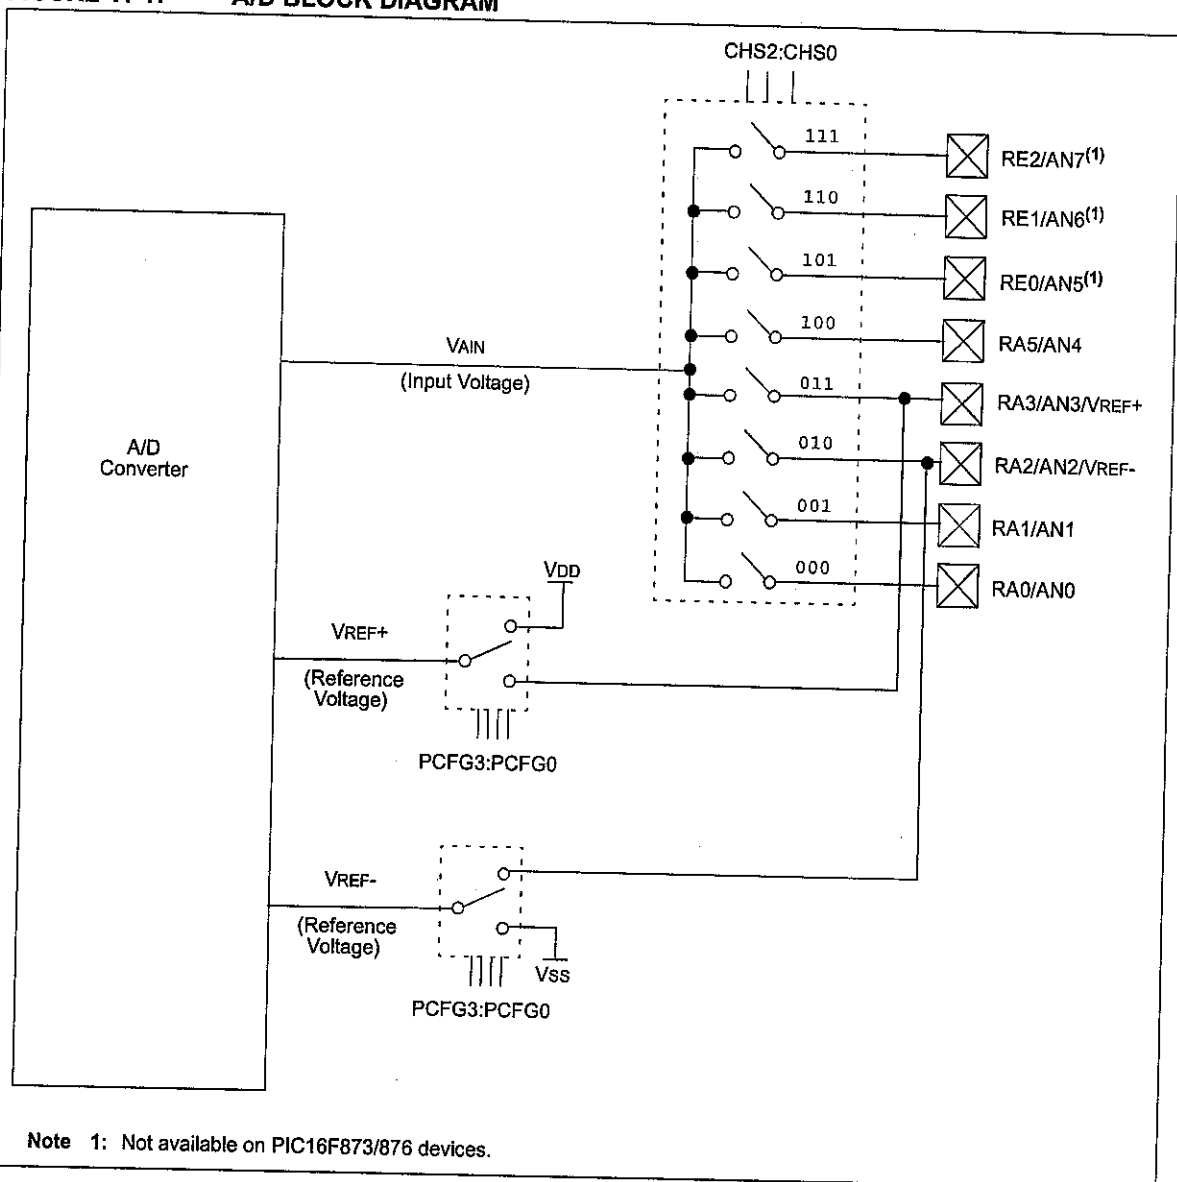 A/D BLOCK DIAGRAM
CHS2:CHS0
111
RE2/AN7(1)
110
RE1/AN6(1)
101
RE0/AN5(1)
100
RA5/AN4
VAIN
(Input Voltage)
011
RA3/AN3/VREF+
A/D
Converter
010
RA2/AN2/VREF-
001
RA1/AN1
000
RA0/AN0
VDD
VREF+
(Reference
Voltage)
PCFG3:PCFG0
VREF-
(Reference
Voltage)
VSS
PCFG3:PCFG0
Note 1: Not available on PIC16F873/876 devices.